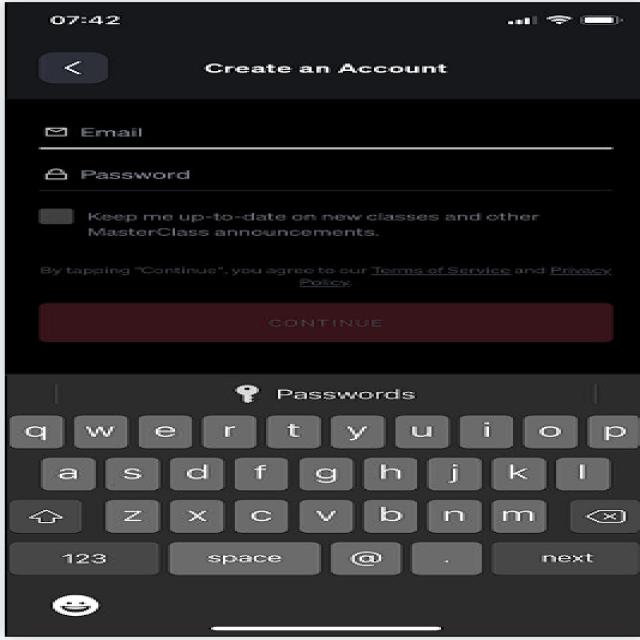 07:42
Create an Account
Email
Password
Keep me up-to-date on new classes and other
MasterClass announcements.
By tapping "Continue", you agree to our Terms of Service and Privacy
Policy.
CONTINUE
Passwords
q w e r t y u i o p
a s d f g h j k l
z x c v b n m
123 space @ . next